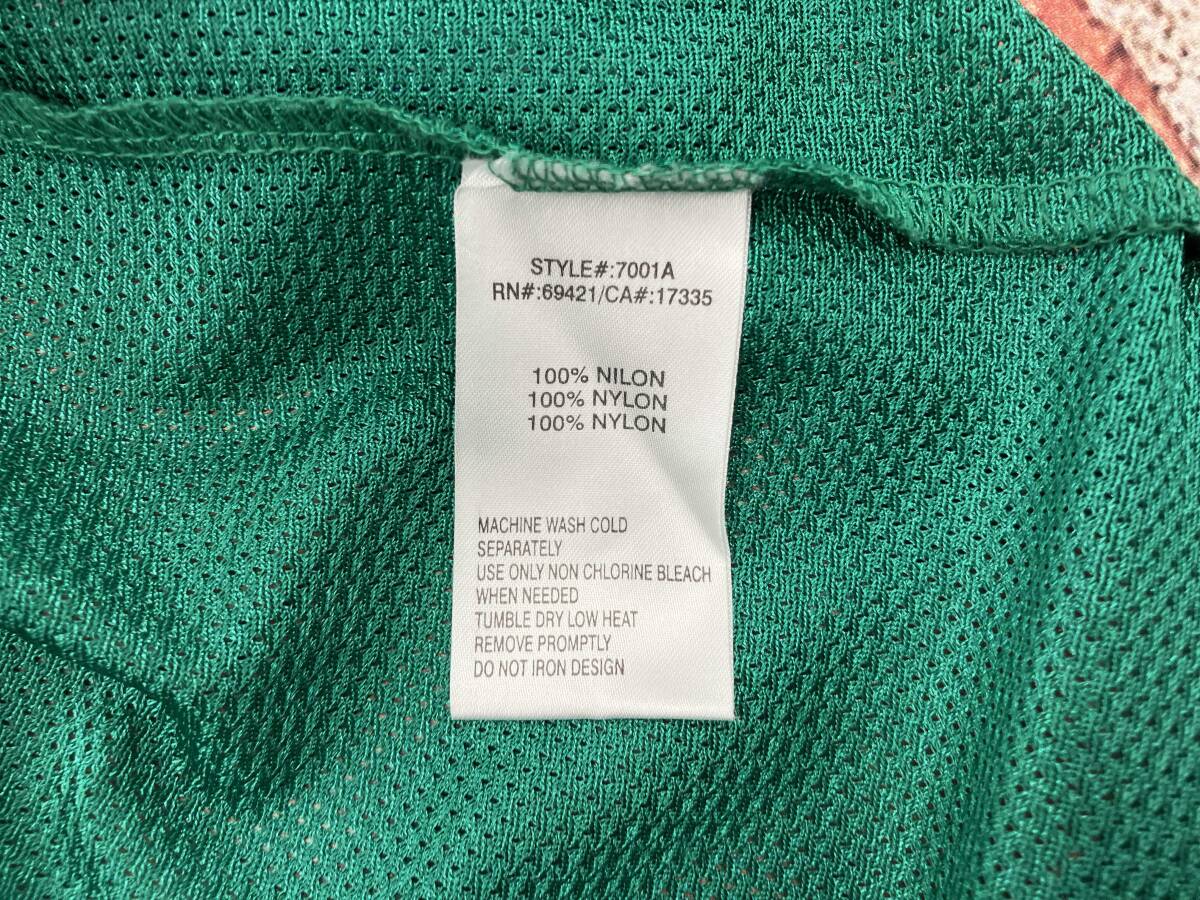 STYLE#:7001A
RN#:69421/CA#:17335
100% NILON
100% NYLON
100% NYLON
MACHINE WASH COLD
SEPARATELY
USE ONLY NON CHLORINE BLEACH
WHEN NEEDED
TUMBLE DRY LOW HEAT
REMOVE PROMPTLY
DO NOT IRON DESIGN